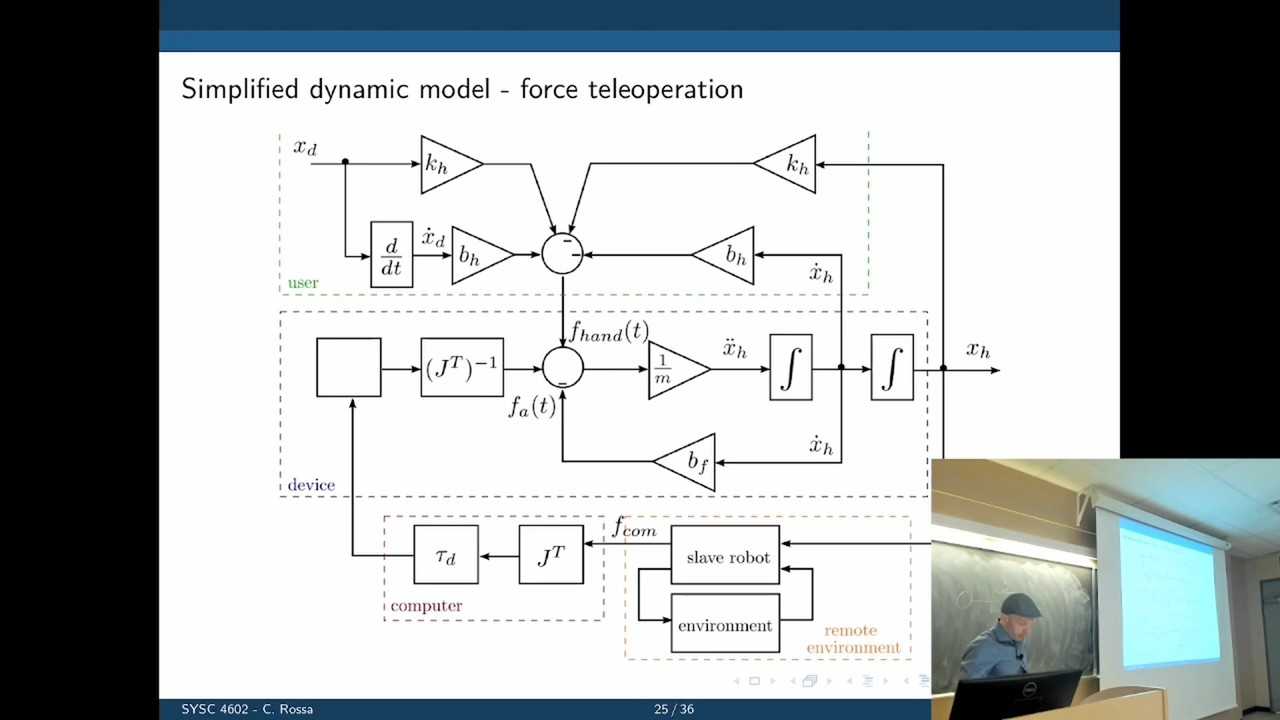 Simplified dynamic model - force teleoperation
x_d
k_h
k_h
d/dt
ẋ_d
b_h
-
-
b_h
ẋ_h
user
f_hand(t)
(J^T)^{-1}
-
1/m
ẍ_h
∫
∫
x_h
f_a(t)
b_f
ẋ_h
device
f_com
τ_d
J^T
slave robot
computer
environment
remote
environment
SYSC 4602 - C. Rossa
25 / 36
DELL